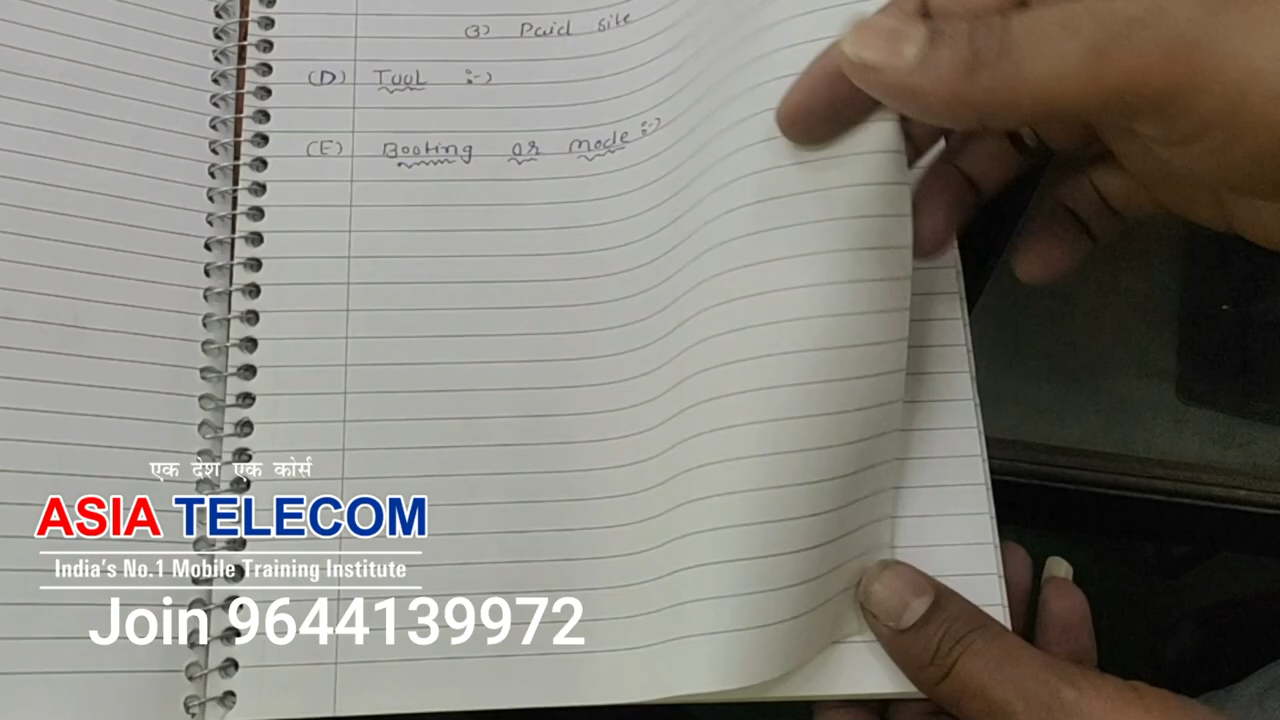 (3) Paid site
(D) Tool :-)
(E) Booting or mode :-)
एक देश एक कोर्स
ASIA TELECOM
India's No.1 Mobile Training Institute
Join 9644139972